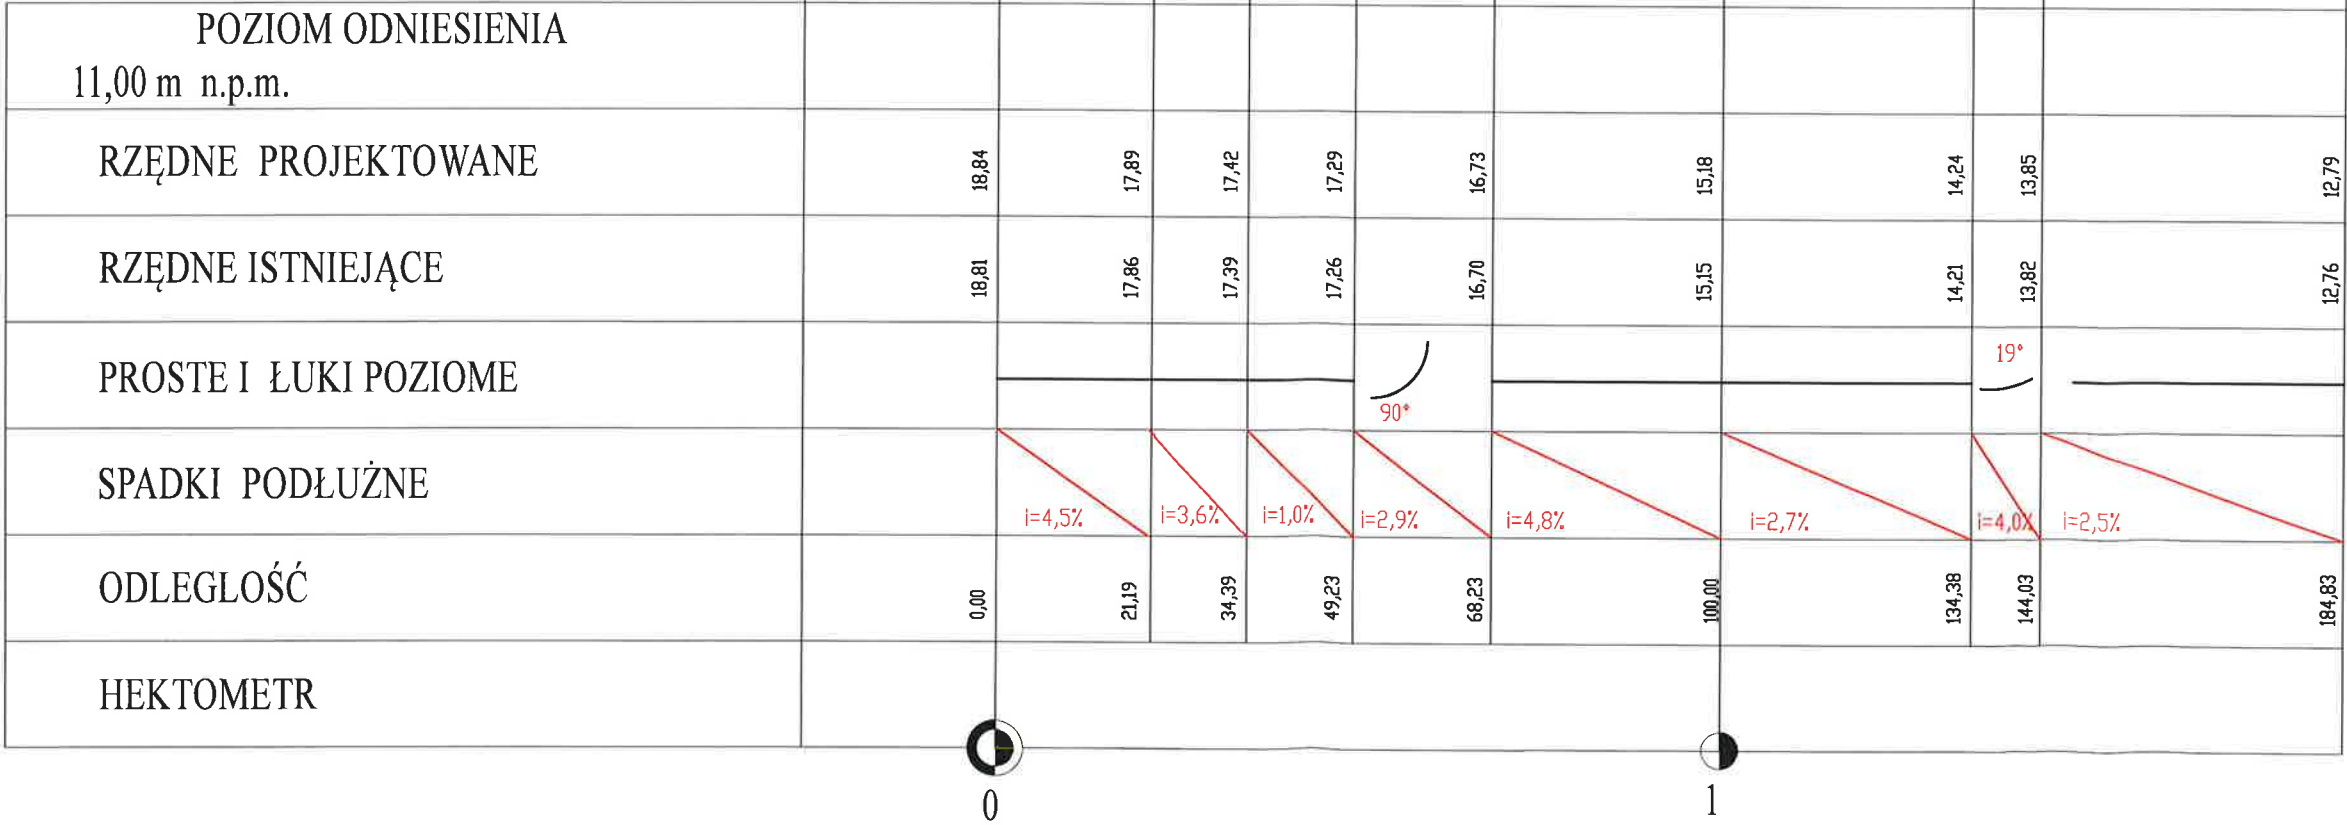 POZIOM ODNIESIENIA
11,00 m n.p.m.
RZĘDNE PROJEKTOWANE 18,84 17,89 17,42 17,29 16,73 15,18 14,24 13,85 12,79
RZĘDNE ISTNIEJĄCE 18,81 17,86 17,39 17,26 16,70 15,15 14,21 13,82 12,76
PROSTE I ŁUKI POZIOME 90° 19°
SPADKI PODŁUŻNE i=4,5% i=3,6% i=1,0% i=2,9% i=4,8% i=2,7% i=4,0% i=2,5%
ODLEGLOŚĆ 0,00 21,19 34,39 49,23 68,23 100,00 134,38 144,03 184,83
HEKTOMETR
0 1